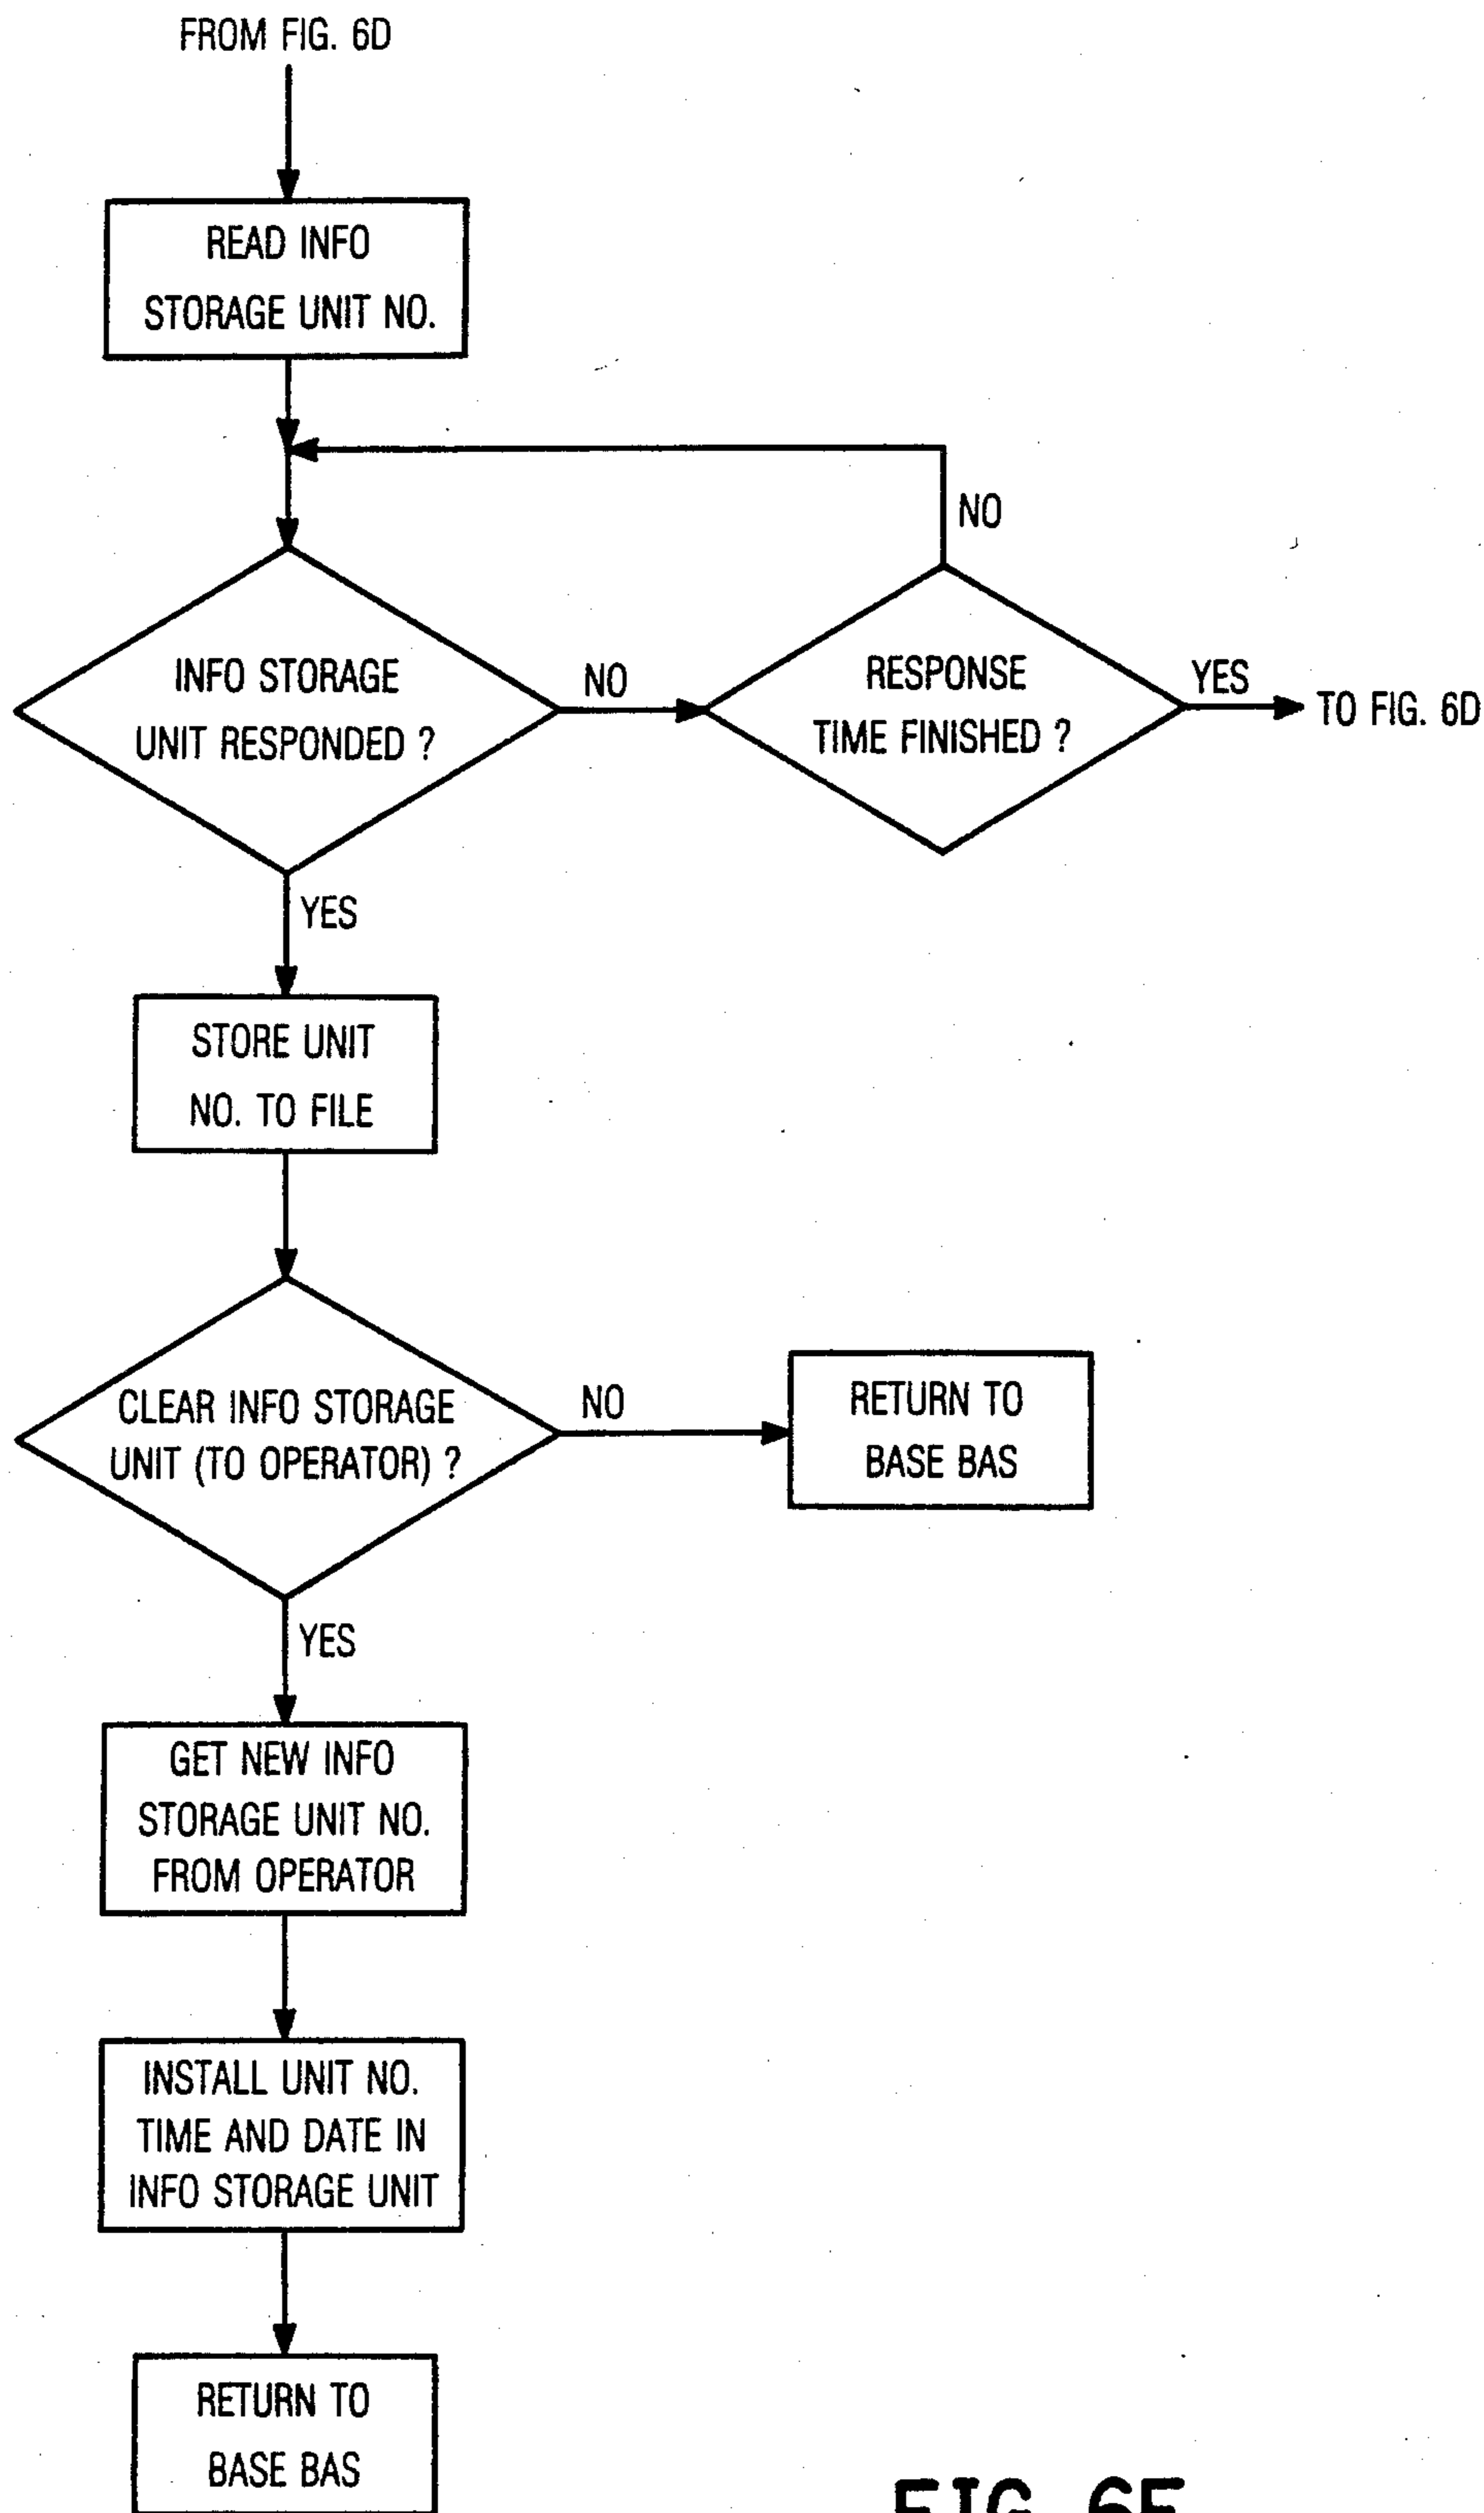 FROM FIG. 6D
READ INFO
STORAGE UNIT NO.
NO
INFO STORAGE
UNIT RESPONDED ?
NO
RESPONSE
TIME FINISHED ?
YES
TO FIG. 6D
YES
STORE UNIT
NO. TO FILE
CLEAR INFO STORAGE
UNIT (TO OPERATOR) ?
NO
RETURN TO
BASE BAS
YES
GET NEW INFO
STORAGE UNIT NO.
FROM OPERATOR
INSTALL UNIT NO.
TIME AND DATE IN
INFO STORAGE UNIT
RETURN TO
BASE BAS